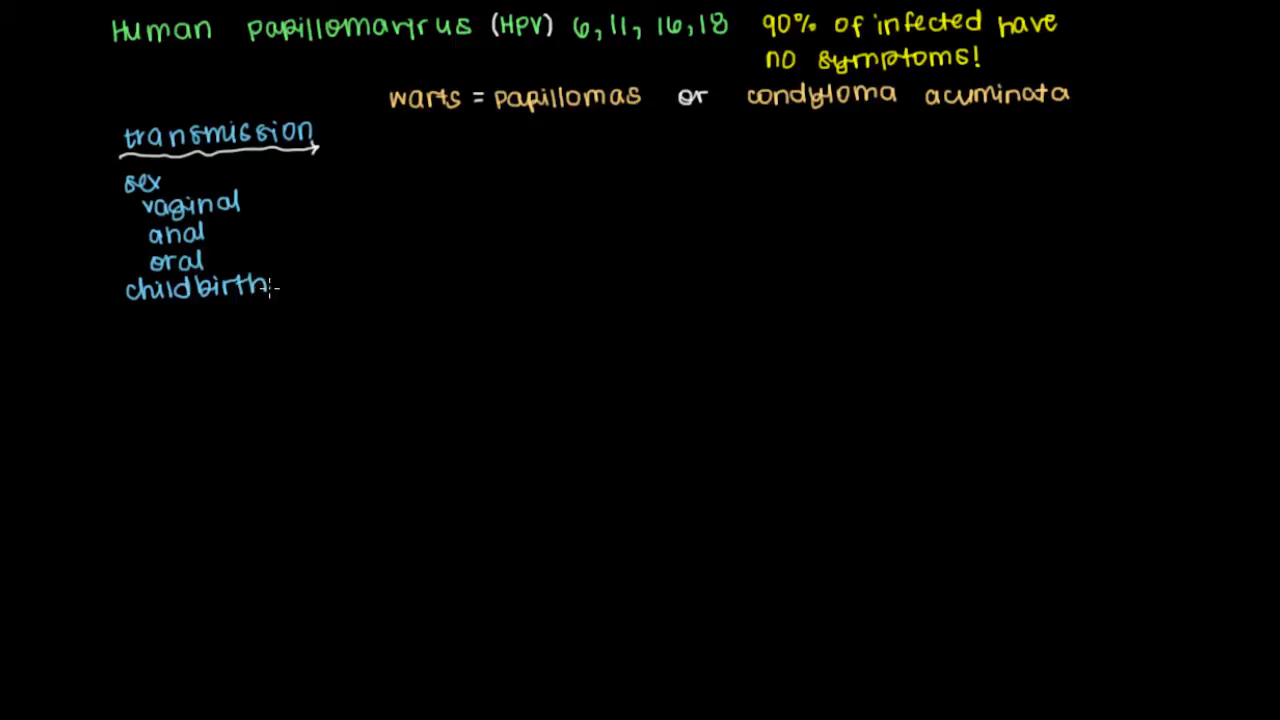 Human papillomavirus (HPV) 6, 11, 16, 18 90% of infected have
no symptoms!
warts = papillomas or condyloma acuminata
transmission
sex
vaginal
anal
oral
childbirth